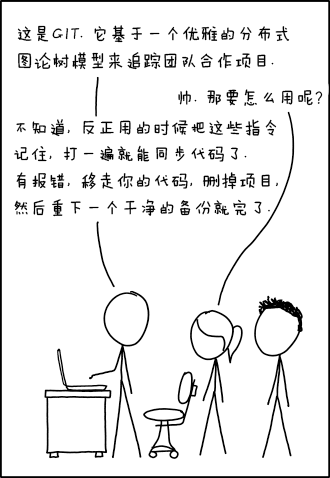 这是GIT. 它基于一个优雅的分布式
图论树模型来追踪团队合作项目.
帅. 那要怎么用呢?
不知道, 反正用的时候把这些指令
记住, 打一遍就能同步代码了.
有报错, 移走你的代码, 删掉项目,
然后重下一个干净的备份就完了.